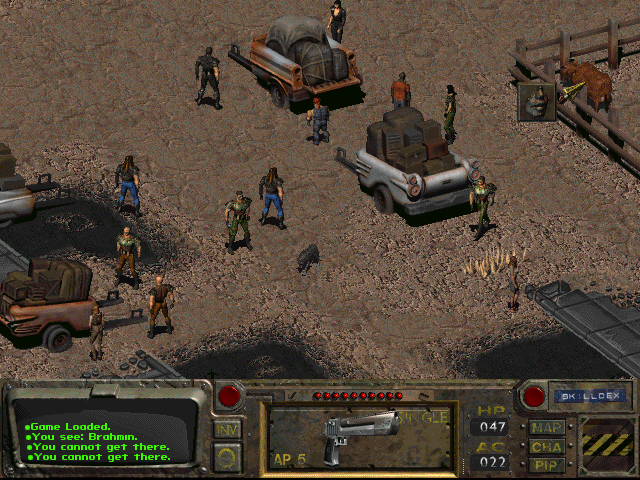 Game Loaded.
You see: Brahmin.
You cannot get there.
You cannot get there.
INV
AP 5
HP
047
AC
022
SKILLDEX
MAP
CHA
PIP